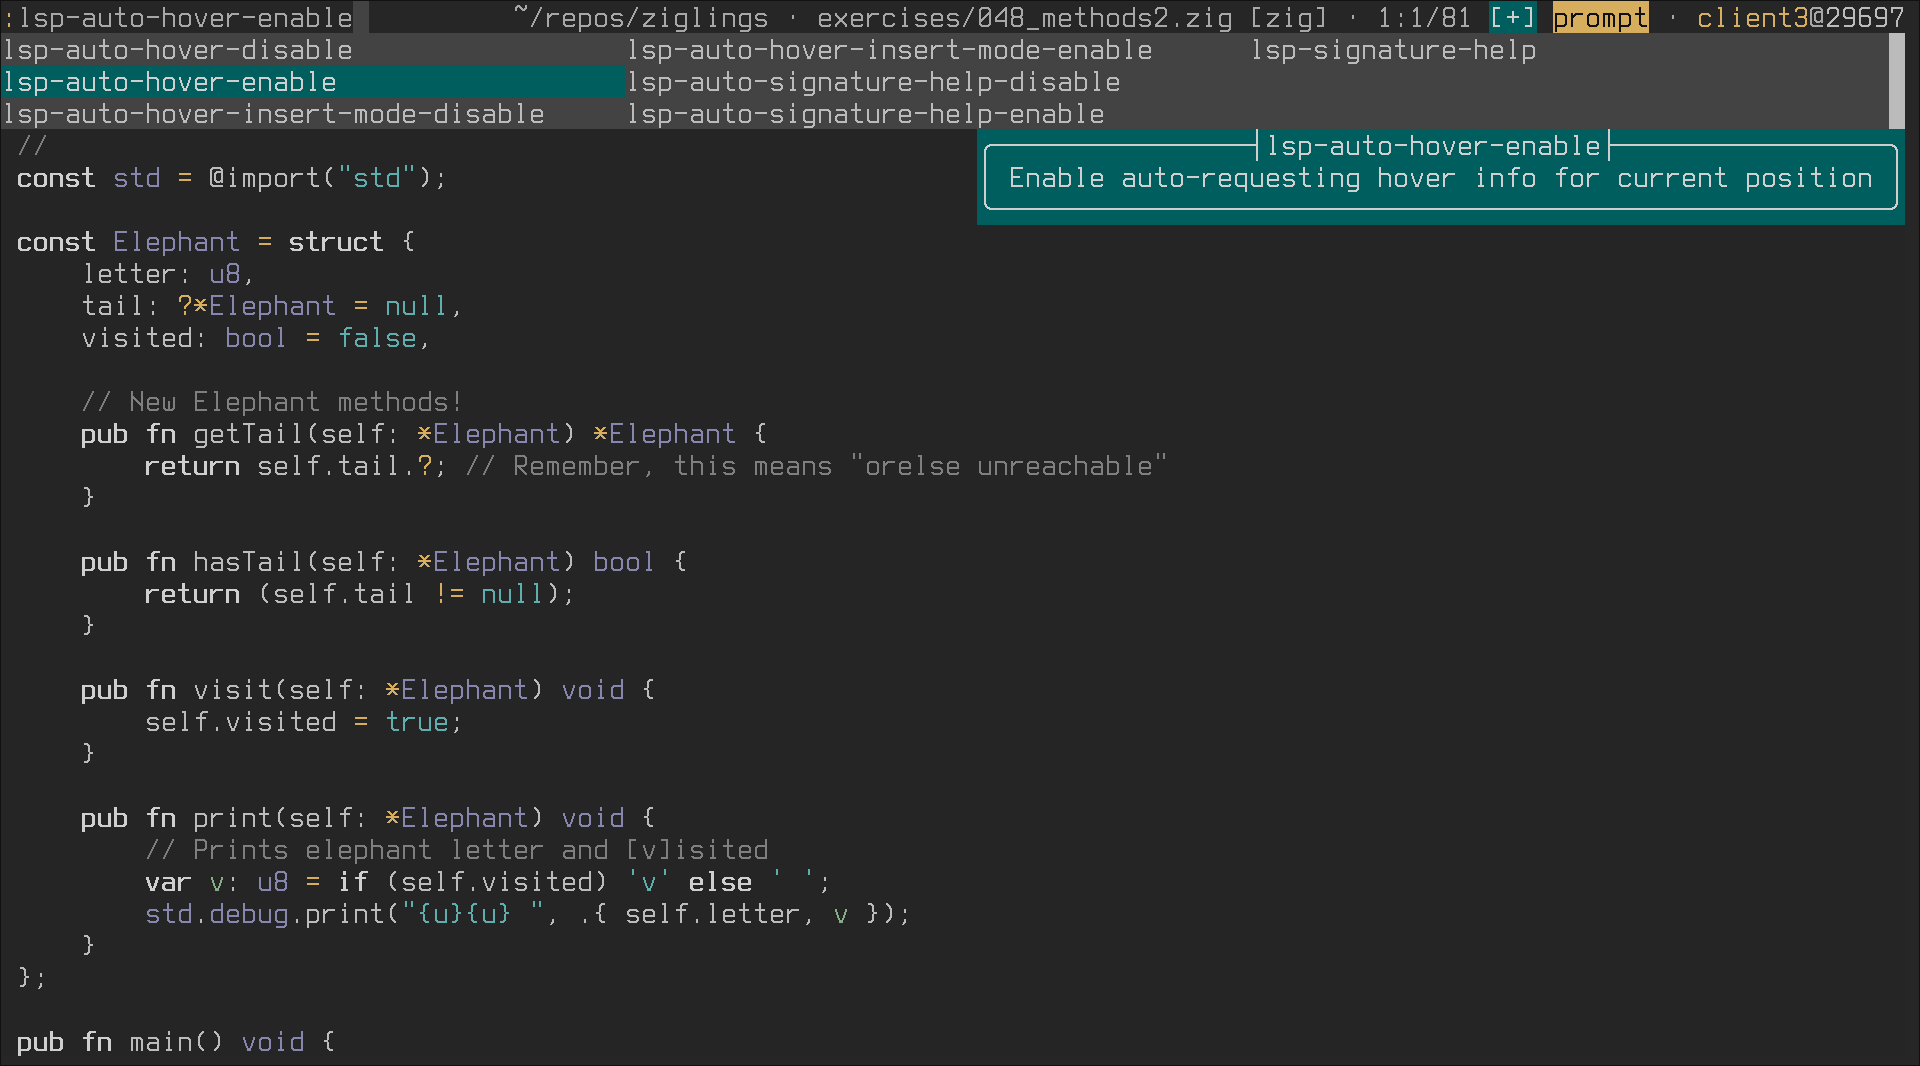 :lsp-auto-hover-enable ~/repos/ziglings · exercises/048_methods2.zig [zig] · 1:1/81 [+] prompt · client3@29697
lsp-auto-hover-disable lsp-auto-hover-insert-mode-enable lsp-signature-help
lsp-auto-hover-enable lsp-auto-signature-help-disable
lsp-auto-hover-insert-mode-disable lsp-auto-signature-help-enable
// lsp-auto-hover-enable
const std = @import("std"); Enable auto-requesting hover info for current position
const Elephant = struct {
    letter: u8,
    tail: ?*Elephant = null,
    visited: bool = false,
    // New Elephant methods!
    pub fn getTail(self: *Elephant) *Elephant {
        return self.tail.?; // Remember, this means "orelse unreachable"
    }
    pub fn hasTail(self: *Elephant) bool {
        return (self.tail != null);
    }
    pub fn visit(self: *Elephant) void {
        self.visited = true;
    }
    pub fn print(self: *Elephant) void {
        // Prints elephant letter and [v]isited
        var v: u8 = if (self.visited) 'v' else ' ';
        std.debug.print("{u}{u} ", .{ self.letter, v });
    }
};
pub fn main() void {